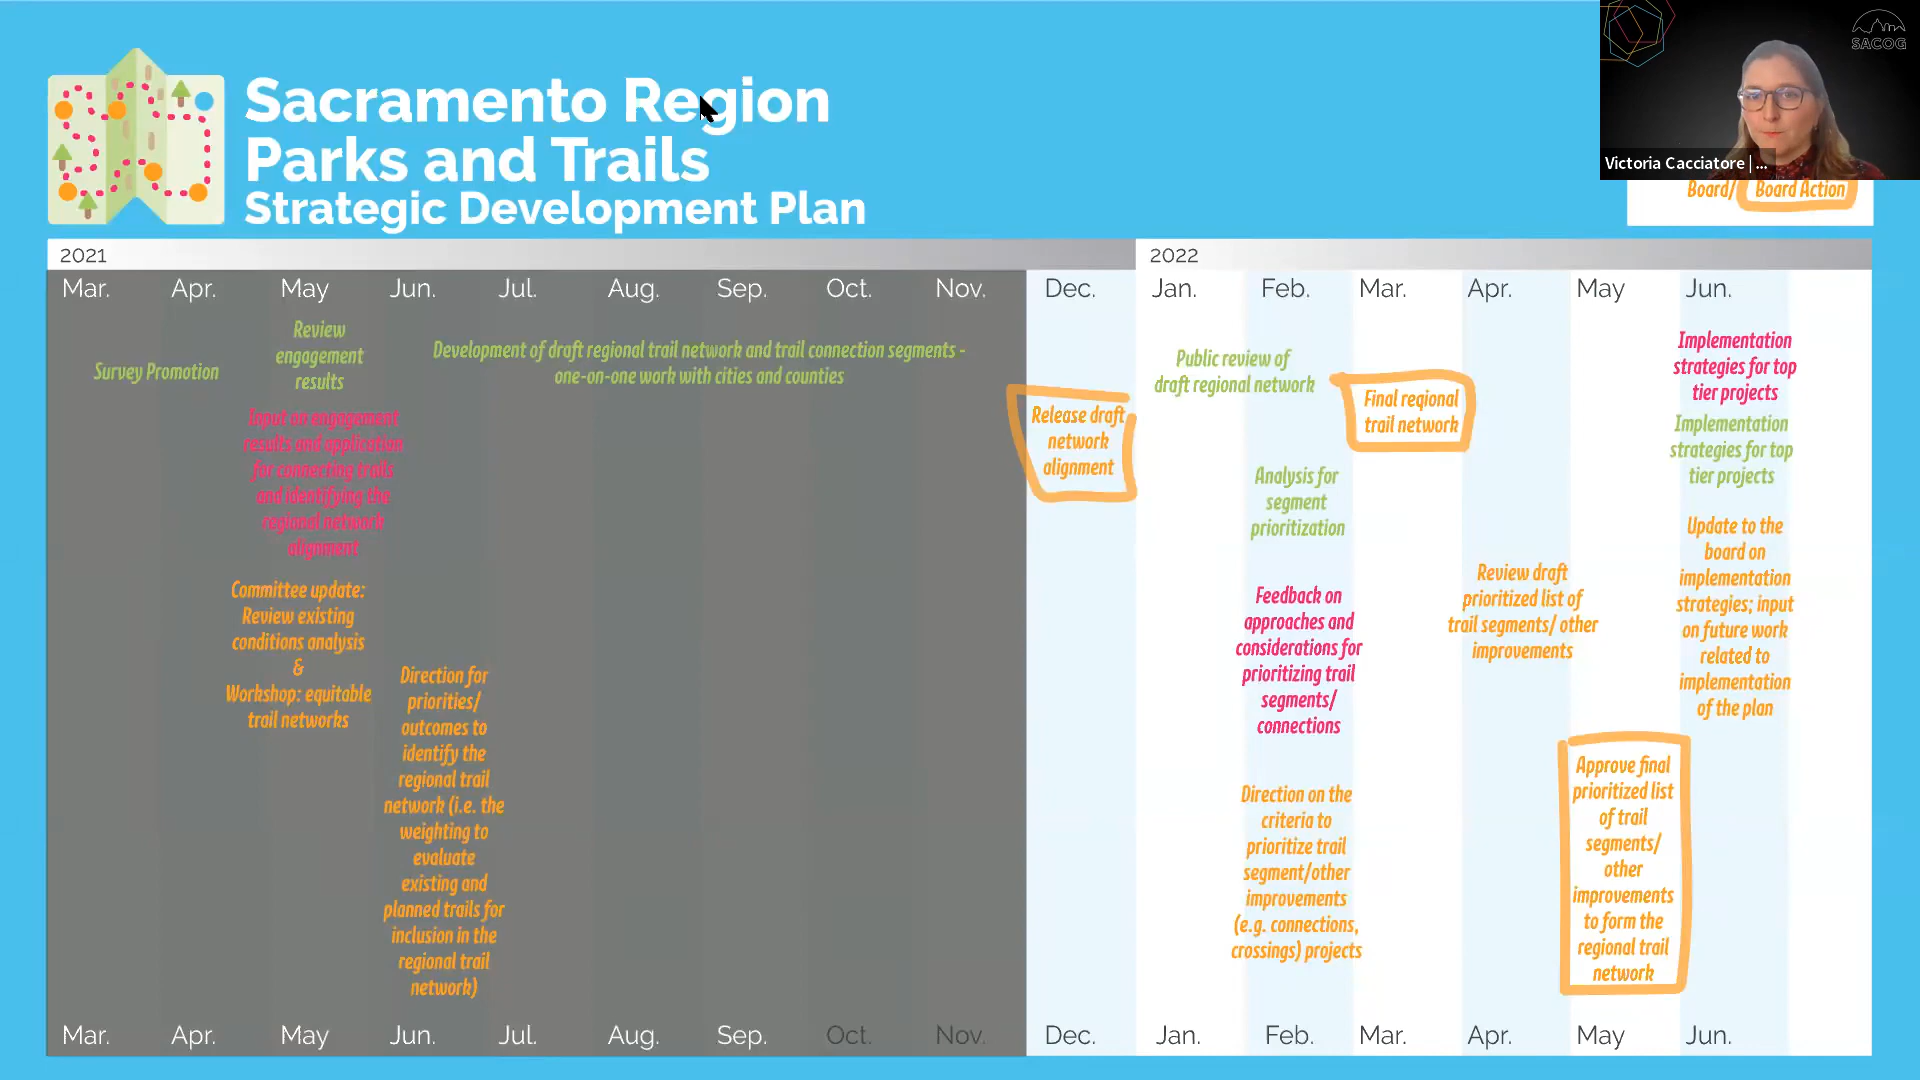 Sacramento Region
Parks and Trails
Strategic Development Plan
SACOG
Victoria Cacciatore | ...
Board/ Board Action
2021
2022
Mar. Apr. May Jun. Jul. Aug. Sep. Oct. Nov. Dec. Jan. Feb. Mar. Apr. May Jun.
Survey Promotion
Review
engagement
results
Input on engagement
results and application
for connecting trails
and identifying the
regional network
alignment
Committee update:
Review existing
conditions analysis
&
Workshop: equitable
trail networks
Direction for
priorities/
outcomes to
identify the
regional trail
network (i.e. the
weighting to
evaluate
existing and
planned trails for
inclusion in the
regional trail
network)
Development of draft regional trail network and trail connection segments -
one-on-one work with cities and counties
Release draft
network
alignment
Public review of
draft regional network
Analysis for
segment
prioritization
Feedback on
approaches and
considerations for
prioritizing trail
segments/
connections
Direction on the
criteria to
prioritize trail
segment/other
improvements
(e.g. connections,
crossings) projects
Final regional
trail network
Review draft
prioritized list of
trail segments/ other
improvements
Approve final
prioritized list
of trail
segments/
other
improvements
to form the
regional trail
network
Implementation
strategies for top
tier projects
Implementation
strategies for top
tier projects
Update to the
board on
implementation
strategies; input
on future work
related to
implementation
of the plan
Mar. Apr. May Jun. Jul. Aug. Sep. Oct. Nov. Dec. Jan. Feb. Mar. Apr. May Jun.